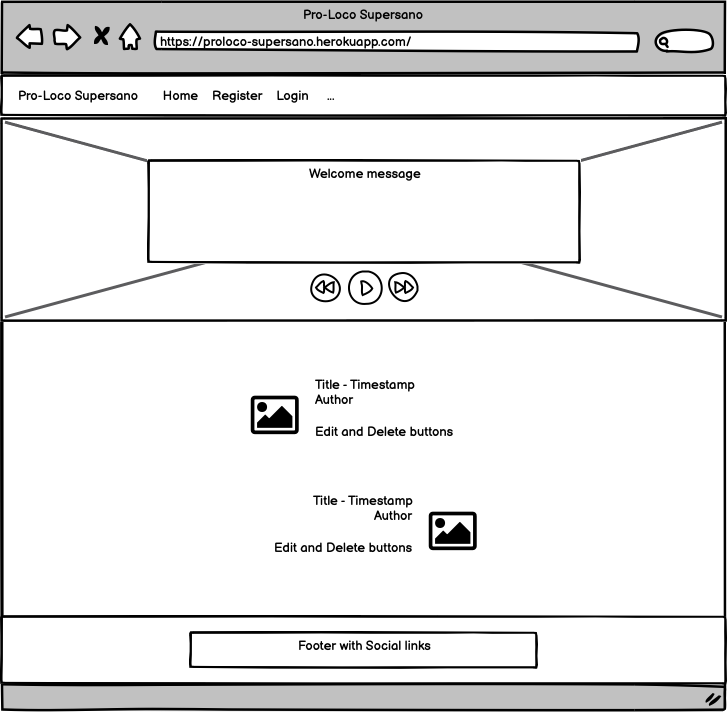 Pro-Loco Supersano
https://proloco-supersano.herokuapp.com/
Pro-Loco Supersano Home Register Login ...
Welcome message
Title - Timestamp
Author
Edit and Delete buttons
Title - Timestamp
Author
Edit and Delete buttons
Footer with Social links